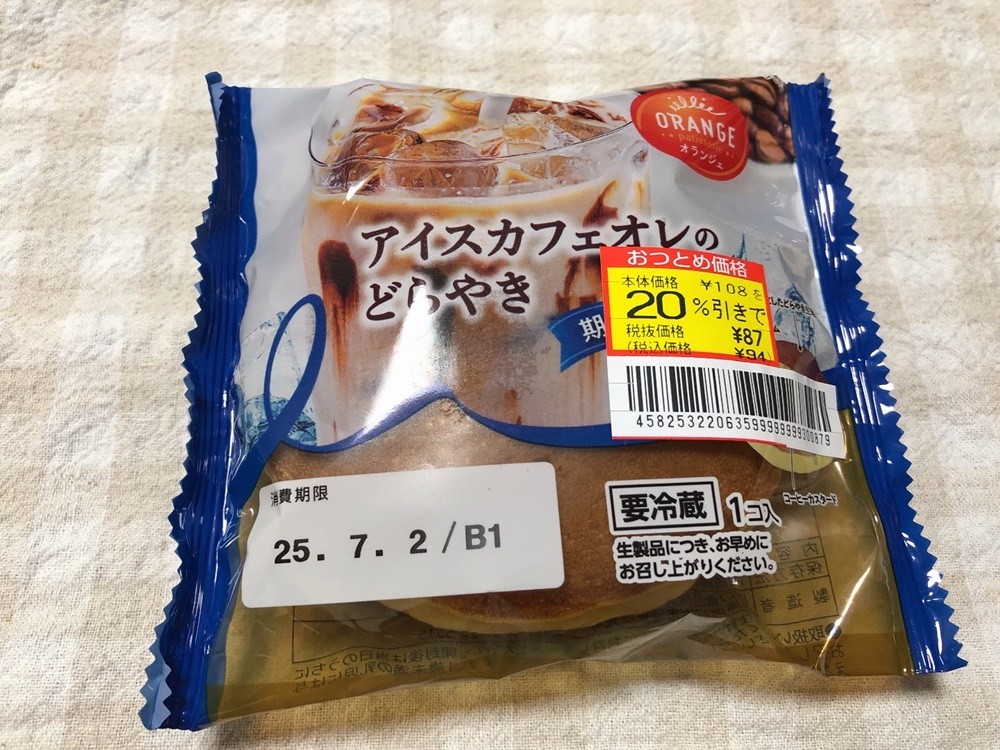 ORANGE
pâtisserie
オランジュ
アイスカフェオレの
どらやき
おつとめ価格
本体価格 ¥108を
20%引きで
税抜価格 ¥87
(税込価格 ¥94)
4582532206359999999300879
コーヒーカスタード
消費期限
25. 7. 2 / B1
要冷蔵 1コ入
生製品につき、お早めに
お召し上がりください。